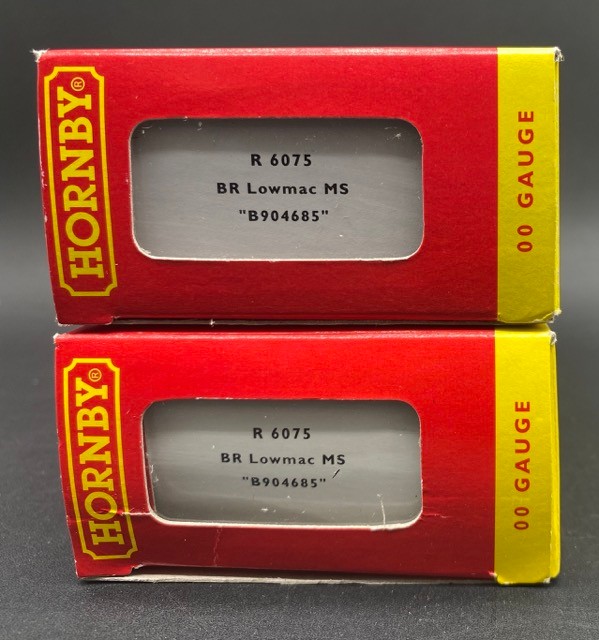 HORNBY®
R 6075
BR Lowmac MS
"B904685"
00 GAUGE
HORNBY®
R 6075
BR Lowmac MS
"B904685"
00 GAUGE